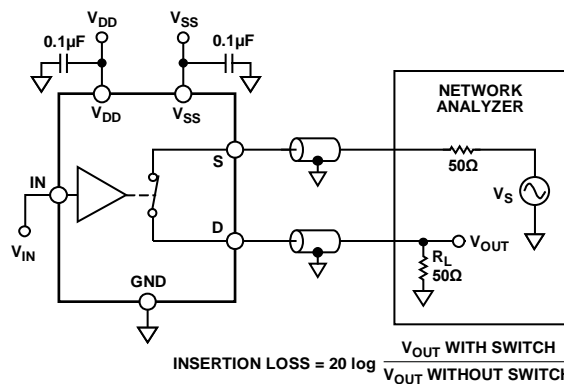 VDD
VSS
0.1µF
0.1µF
VDD
VSS
NETWORK
ANALYZER
S
50Ω
IN
VS
D
VOUT
VIN
RL
50Ω
GND
INSERTION LOSS = 20 log VOUT WITH SWITCH
VOUT WITHOUT SWITCH